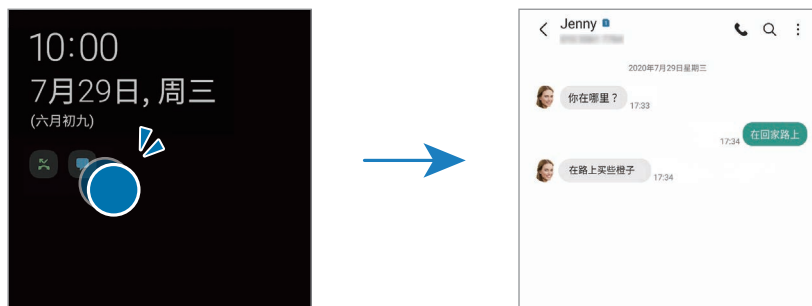 10:00
7月29日, 周三
(六月初九)
Jenny
2020年7月29日星期三
你在哪里？
17:33
17:34
在回家路上
在路上买些橙子
17:34